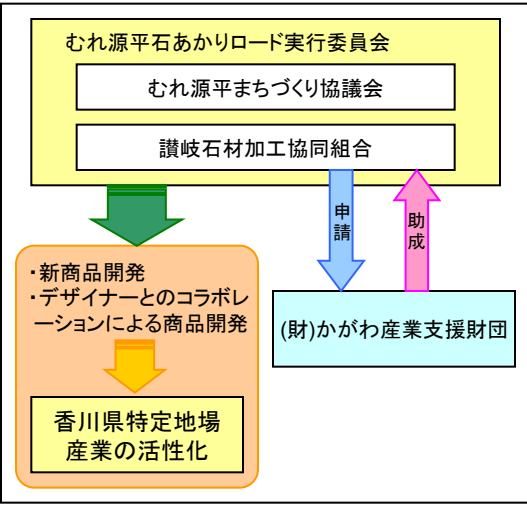 むれ源平石あかりロード実行委員会
むれ源平まちづくり協議会
讃岐石材加工協同組合
申請
助成
・新商品開発
・デザイナーとのコラボレ
ーションによる商品開発
(財)かがわ産業支援財団
香川県特定地場
産業の活性化